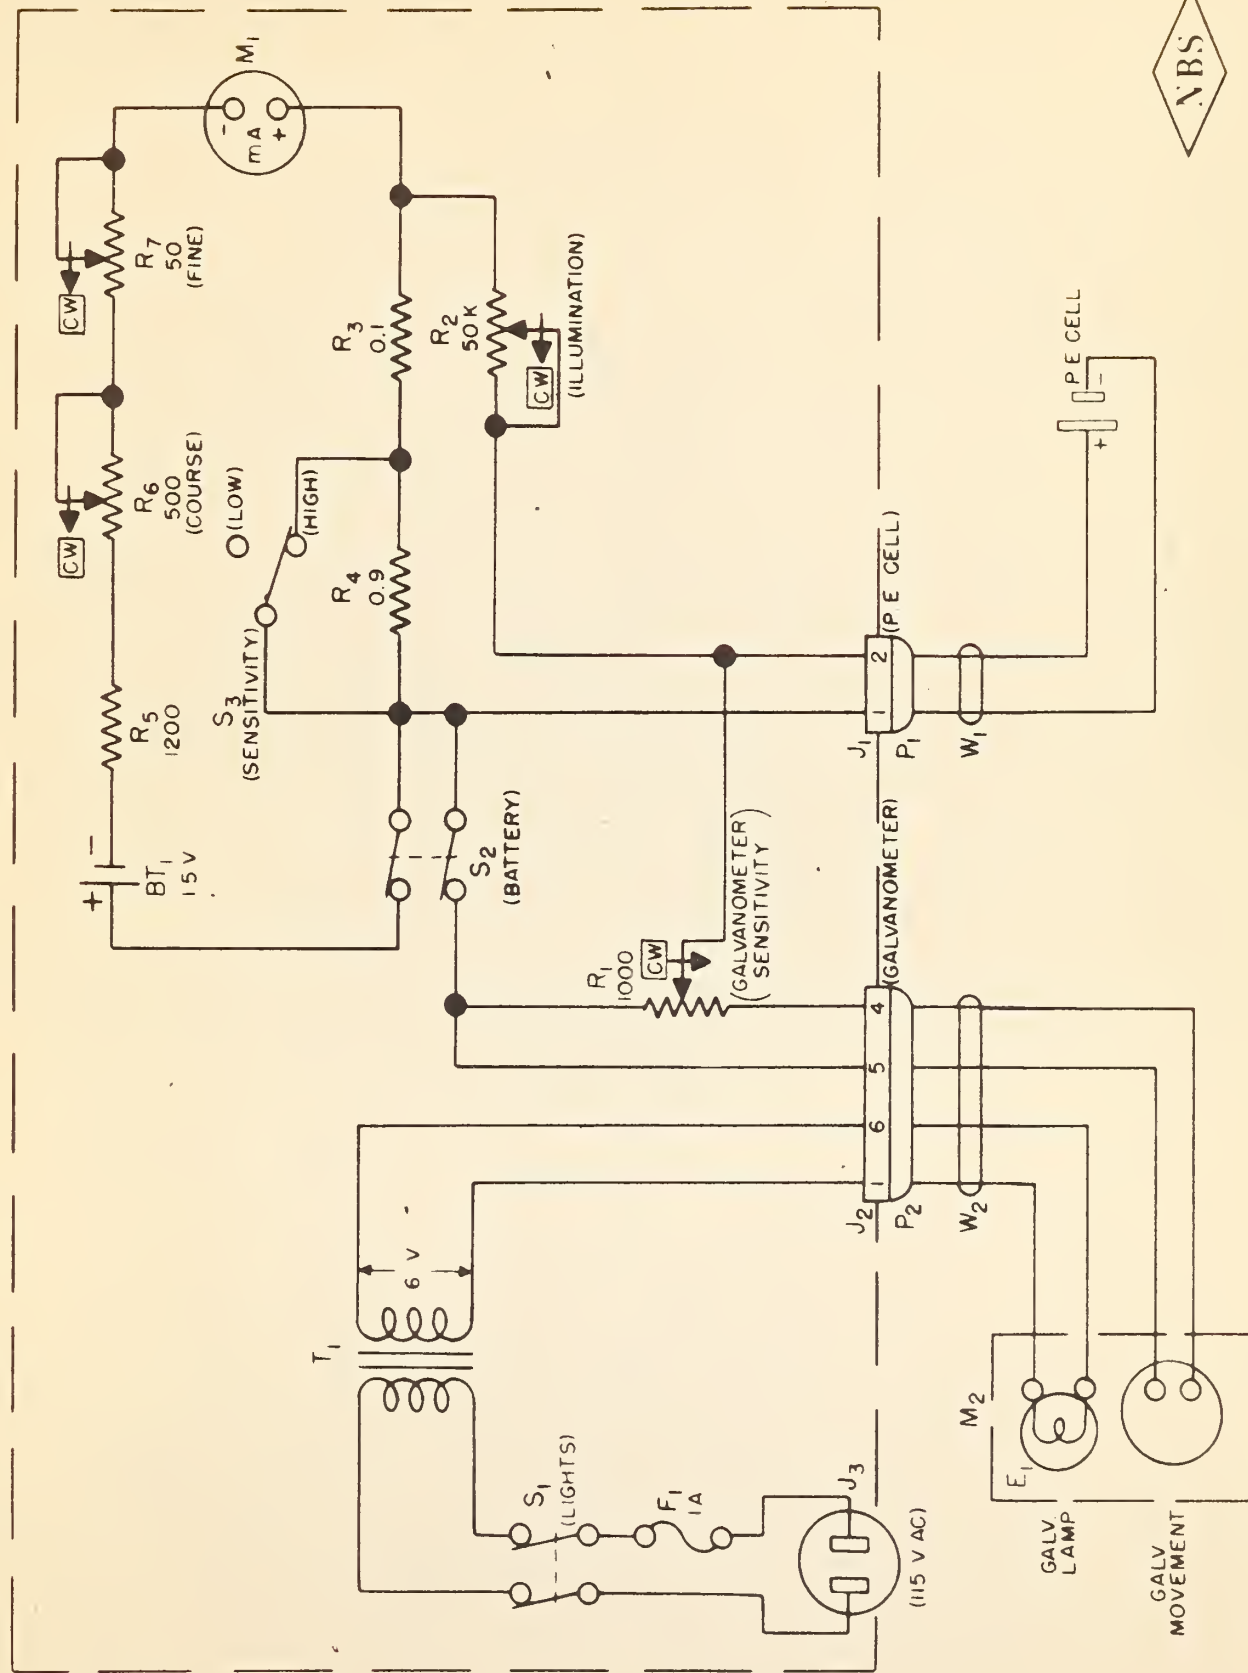 M1
mA
-
+
R7
50
(FINE)
CW
R6
500
(COURSE)
CW
R5
1200
BT1
15V
+
-
S3
(SENSITIVITY)
(LOW)
(HIGH)
R3
0.1
R4
0.9
R2
50K
CW
(ILLUMINATION)
S2
(BATTERY)
R1
1000
CW
(GALVANOMETER)
(SENSITIVITY)
T1
6 V
S1
(LIGHTS)
F1
1A
J3
(115 V AC)
J2
1
6
5
4
(GALVANOMETER)
P2
W2
J1
1
2
(P.E CELL)
P1
W1
PE CELL
+
-
M2
E1
GALV.
LAMP
GALV
MOVEMENT
NBS